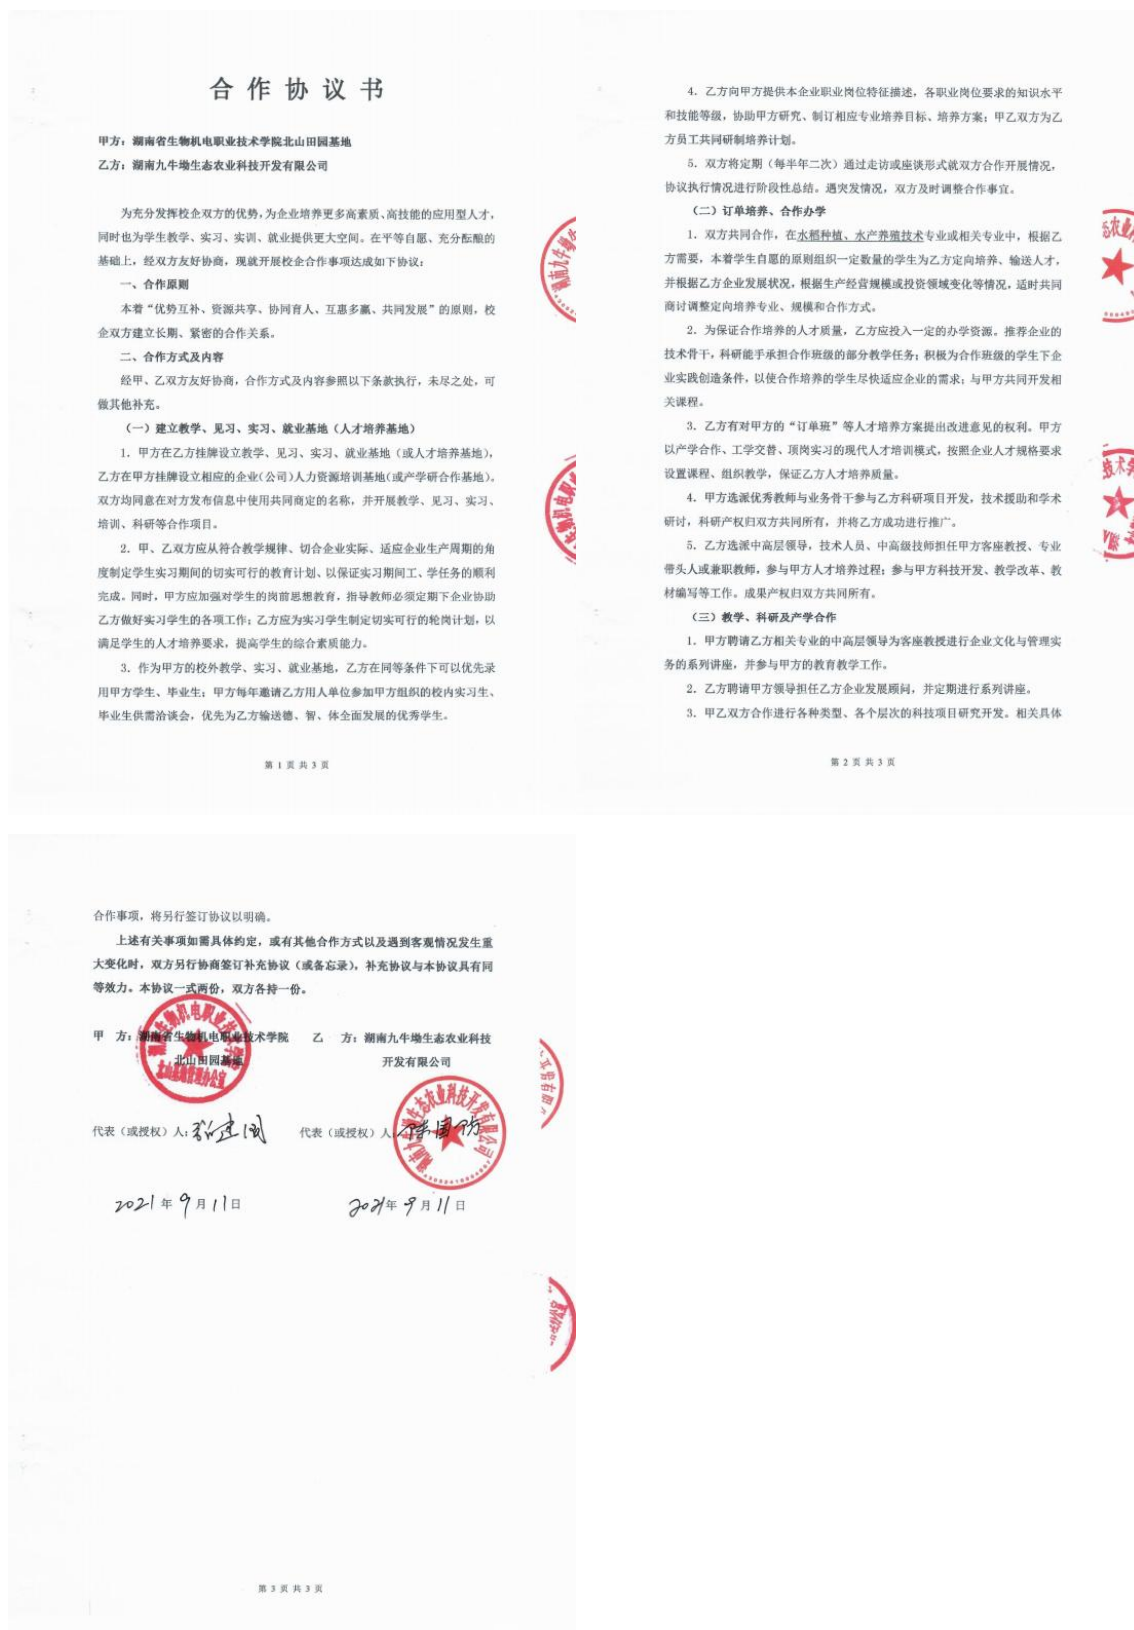 合作协议书
甲方：湖南省生物机电职业技术学院北山田园基地
乙方：湖南九牛坳生态农业科技开发有限公司
为充分发挥校企双方的优势，为企业培养更多高素质、高技能的应用型人才，
同时也为学生教学、实习、实训、就业提供更大空间。在平等自愿、充分酝酿的
基础上，经双方友好协商，现就开展校企合作事项达成如下协议：
一、合作原则
本着“优势互补、资源共享、协同育人、互惠多赢、共同发展”的原则，校
企双方建立长期、紧密的合作关系。
二、合作方式及内容
经甲、乙双方友好协商，合作方式及内容参照以下条款执行，未尽之处，可
做其他补充。
（一）建立教学、见习、实习、就业基地（人才培养基地）
1．甲方在乙方挂牌设立教学、见习、实习、就业基地（或人才培养基地），
乙方在甲方挂牌设立相应的企业（公司）人力资源培训基地（或产学研合作基地）。
双方均同意在对方发布信息中使用共同商定的名称，并开展教学、见习、实习、
培训、科研等合作项目。
2．甲、乙双方应从符合教学规律、切合企业实际、适应企业生产周期的角
度制定学生实习期间的切实可行的教育计划、以保证实习期间工、学任务的顺利
完成。同时，甲方应加强对学生的岗前思想教育，指导教师必须定期下企业协助
乙方做好实习学生的各项工作；乙方应为实习学生制定切实可行的轮岗计划，以
满足学生的人才培养要求，提高学生的综合素质能力。
3．作为甲方的校外教学、实习、就业基地，乙方在同等条件下可以优先录
用甲方学生、毕业生；甲方每年邀请乙方用人单位参加甲方组织的校内实习生、
毕业生供需洽谈会，优先为乙方输送德、智、体全面发展的优秀学生。
第 1 页 共 3 页
4．乙方向甲方提供本企业职业岗位特征描述，各职业岗位要求的知识水平
和技能等级，协助甲方研究、制订相应专业培养目标、培养方案；甲乙双方为乙
方员工共同研制培养计划。
5．双方将定期（每半年二次）通过走访或座谈形式就双方合作开展情况，
协议执行情况进行阶段性总结。遇突发情况，双方及时调整合作事宜。
（二）订单培养、合作办学
1．双方共同合作，在水稻种植、水产养殖技术专业或相关专业中，根据乙
方需要，本着学生自愿的原则组织一定数量的学生为乙方定向培养、输送人才，
并根据乙方企业发展状况，根据生产经营规模或投资领域变化等情况，适时共同
商讨调整定向培养专业、规模和合作方式。
2．为保证合作培养的人才质量，乙方应投入一定的办学资源。推荐企业的
技术骨干，科研能手承担合作班级的部分教学任务；积极为合作班级的学生下企
业实践创造条件，以使合作培养的学生尽快适应企业的需求；与甲方共同开发相
关课程。
3．乙方有对甲方的“订单班”等人才培养方案提出改进意见的权利。甲方
以产学合作、工学交替、顶岗实习的现代人才培训模式，按照企业人才规格要求
设置课程、组织教学，保证乙方人才培养质量。
4．甲方选派优秀教师与业务骨干参与乙方科研项目开发，技术援助和学术
研讨，科研产权归双方共同所有，并将乙方成功进行推广。
5．乙方选派中高层领导，技术人员、中高级技师担任甲方客座教授、专业
带头人或兼职教师，参与甲方人才培养过程；参与甲方科技开发、教学改革、教
材编写等工作。成果产权归双方共同所有。
（三）教学、科研及产学合作
1．甲方聘请乙方相关专业的中高层领导为客座教授进行企业文化与管理实
务的系列讲座，并参与甲方的教育教学工作。
2．乙方聘请甲方领导担任乙方企业发展顾问，并定期进行系列讲座。
3．甲乙双方合作进行各种类型、各个层次的科技项目研究开发。相关具体
第 2 页 共 3 页
合作事项，将另行签订协议以明确。
上述有关事项如需具体约定，或有其他合作方式以及遇到客观情况发生重
大变化时，双方另行协商签订补充协议（或备忘录），补充协议与本协议具有同
等效力。本协议一式两份，双方各持一份。
甲 方：湖南省生物机电职业技术学院 乙 方：湖南九牛坳生态农业科技
北山田园基地 开发有限公司
代表（或授权）人： 代表（或授权）人：
2021年9月11日 2021年9月11日
第 3 页 共 3 页